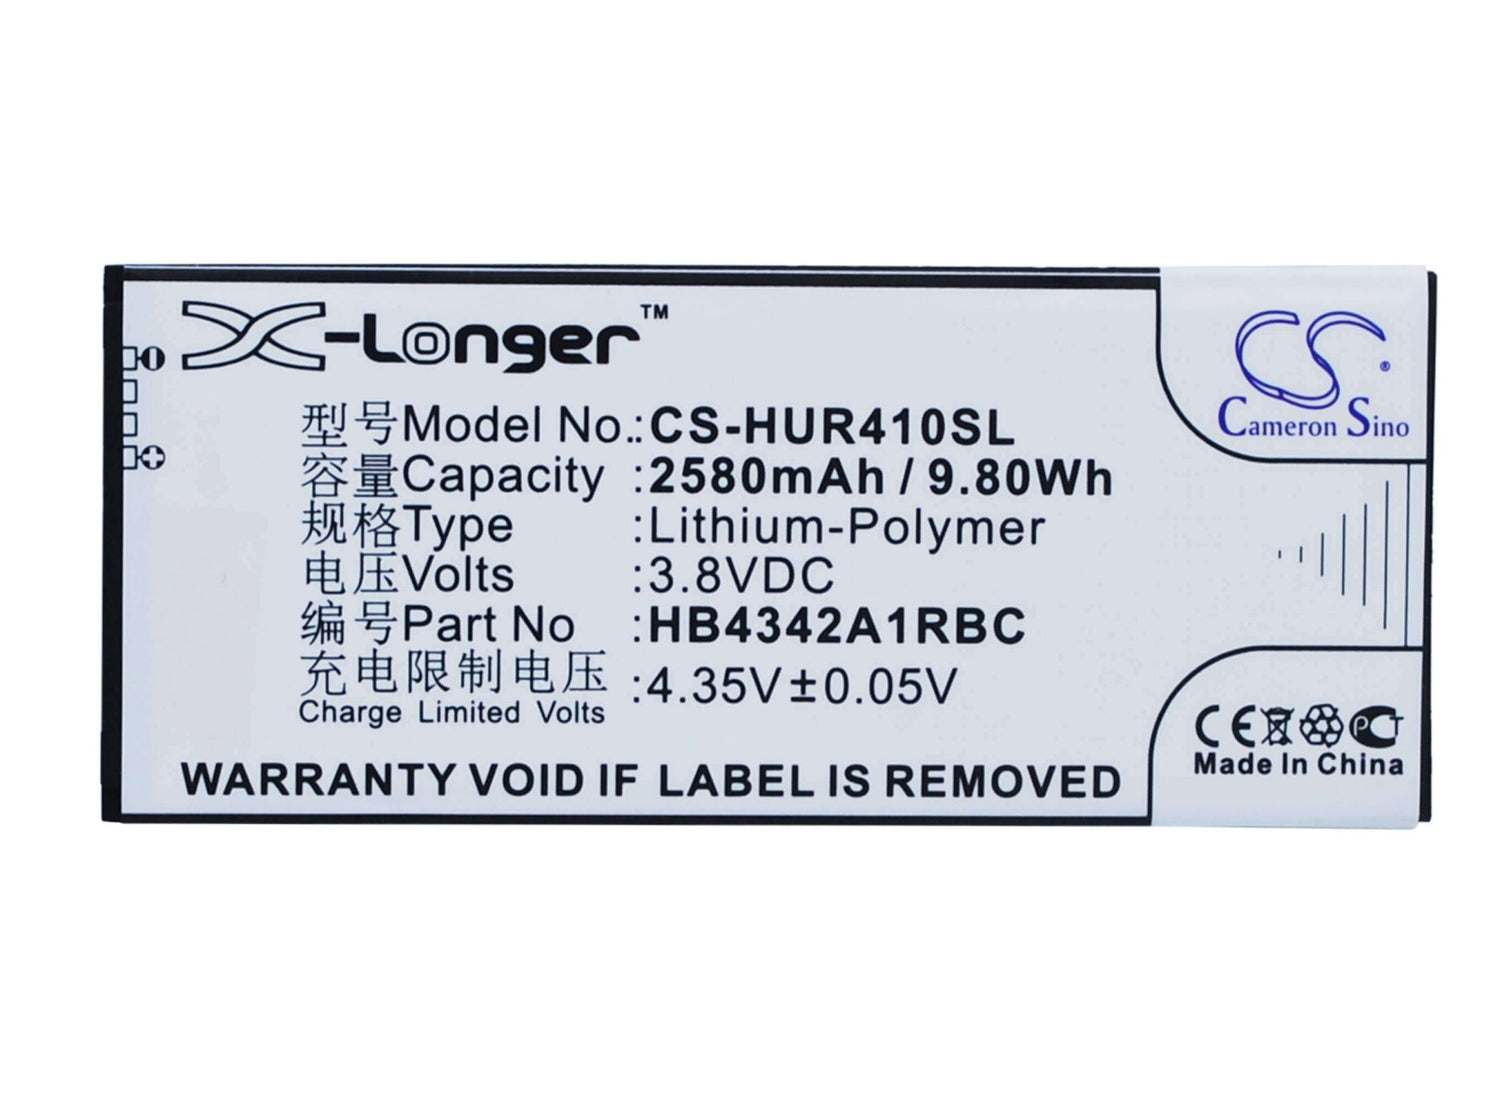 X-Longer™
型号Model No.:CS-HUR410SL
容量Capacity :2580mAh / 9.80Wh
规格Type :Lithium-Polymer
电压Volts :3.8VDC
编号Part No :HB4342A1RBC
充电限制电压 :4.35V±0.05V
Charge Limited Volts
WARRANTY VOID IF LABEL IS REMOVED
CS®
Cameron Sino
CE PCT
Made In China